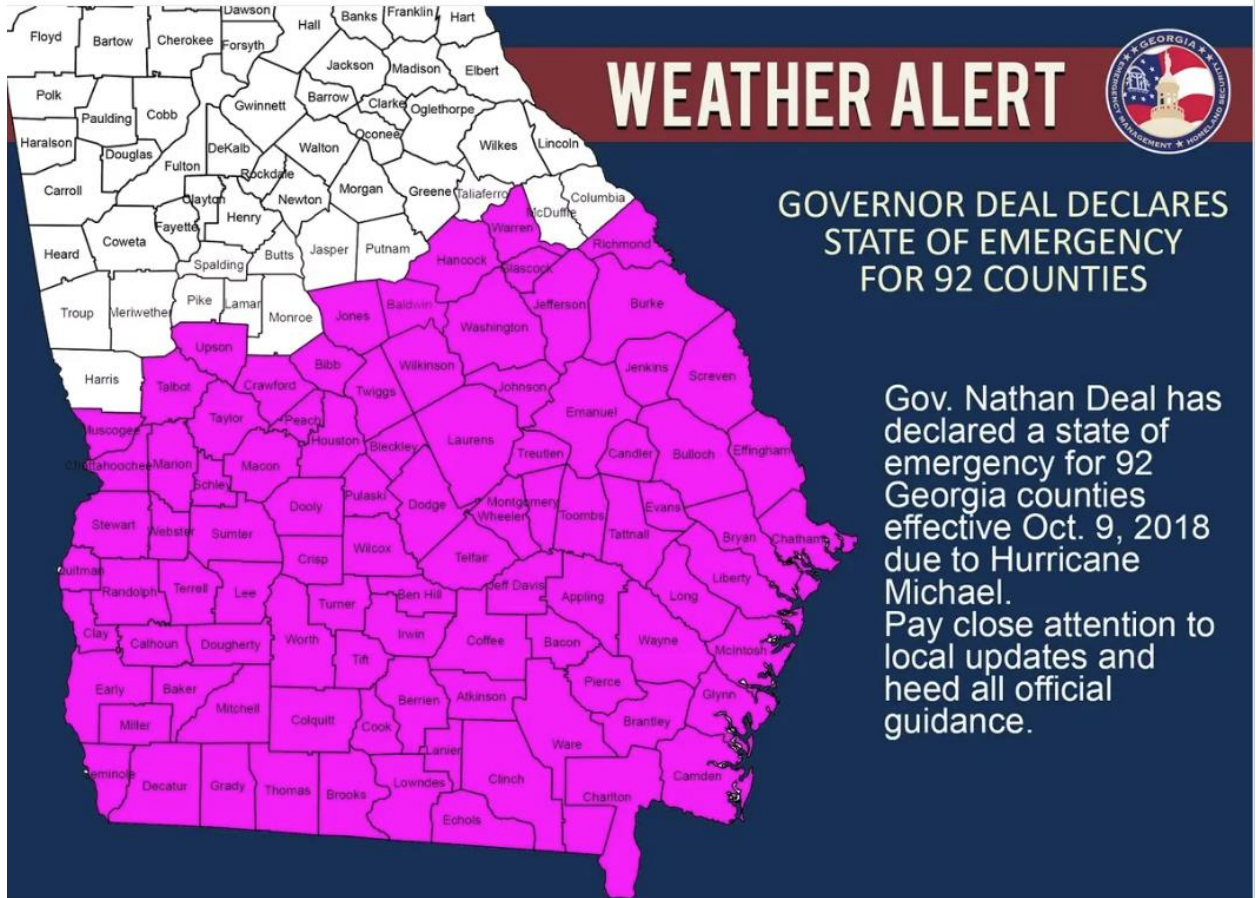 Dawson
Banks
Franklin
Hart
Hall
Floyd
Bartow
Cherokee
Forsyth
Jackson
Madison
Elbert
WEATHER ALERT
GEORGIA
EMERGENCY MANAGEMENT ★ HOMELAND SECURITY
Polk
Paulding
Cobb
Gwinnett
Barrow
Clarke
Oglethorpe
Haralson
Douglas
Fulton
DeKalb
Walton
Oconee
Wilkes
Lincoln
Rockdale
Carroll
Clayton
Newton
Morgan
Greene
Taliaferro
Columbia
McDuffie
Fayette
Henry
Heard
Coweta
Spalding
Butts
Jasper
Putnam
Hancock
Warren
Richmond
Glascock
GOVERNOR DEAL DECLARES
STATE OF EMERGENCY
FOR 92 COUNTIES
Troup
Meriwether
Pike
Lamar
Monroe
Jones
Baldwin
Washington
Jefferson
Burke
Upson
Bibb
Wilkinson
Jenkins
Screven
Harris
Talbot
Crawford
Twiggs
Johnson
Emanuel
Muscogee
Taylor
Peach
Houston
Bleckley
Laurens
Treutlen
Candler
Bulloch
Effingham
Chattahoochee
Marion
Schley
Macon
Dooly
Pulaski
Dodge
Montgomery
Wheeler
Toombs
Evans
Tattnall
Bryan
Chatham
Stewart
Webster
Sumter
Crisp
Wilcox
Telfair
Liberty
Quitman
Randolph
Terrell
Lee
Turner
Ben Hill
Jeff Davis
Appling
Long
Clay
Calhoun
Dougherty
Worth
Irwin
Coffee
Bacon
Wayne
McIntosh
Tift
Early
Baker
Mitchell
Colquitt
Cook
Berrien
Atkinson
Pierce
Glynn
Miller
Brantley
Lanier
Ware
Seminole
Decatur
Grady
Thomas
Brooks
Lowndes
Clinch
Charlton
Camden
Echols
Gov. Nathan Deal has
declared a state of
emergency for 92
Georgia counties
effective Oct. 9, 2018
due to Hurricane
Michael.
Pay close attention to
local updates and
heed all official
guidance.